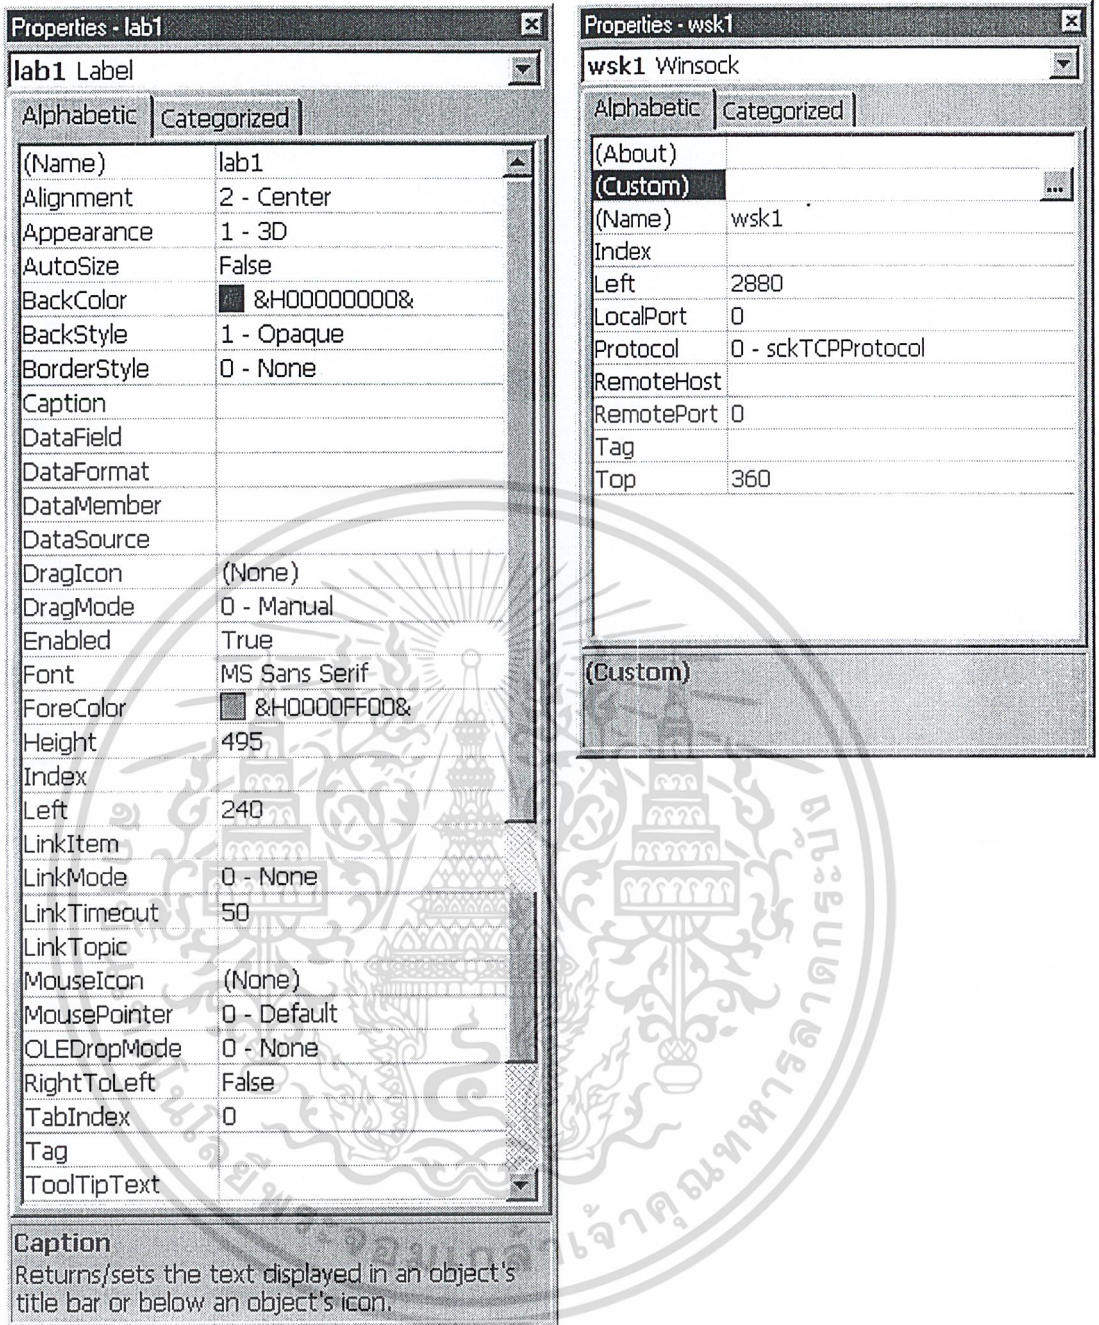 Properties - lab1
lab1 Label
Alphabetic Categorized
(Name) lab1
Alignment 2 - Center
Appearance 1 - 3D
AutoSize False
BackColor &H00000000&
BackStyle 1 - Opaque
BorderStyle 0 - None
Caption
DataField
DataFormat
DataMember
DataSource
DragIcon (None)
DragMode 0 - Manual
Enabled True
Font MS Sans Serif
ForeColor &H0000FF00&
Height 495
Index
Left 240
LinkItem
LinkMode 0 - None
LinkTimeout 50
LinkTopic
MouseIcon (None)
MousePointer 0 - Default
OLEDropMode 0 - None
RightToLeft False
TabIndex 0
Tag
ToolTipText
Caption
Returns/sets the text displayed in an object's
title bar or below an object's icon.
Properties - wsk1
wsk1 Winsock
Alphabetic Categorized
(About)
(Custom) ...
(Name) wsk1
Index
Left 2880
LocalPort 0
Protocol 0 - sckTCPProtocol
RemoteHost
RemotePort 0
Tag
Top 360
(Custom)